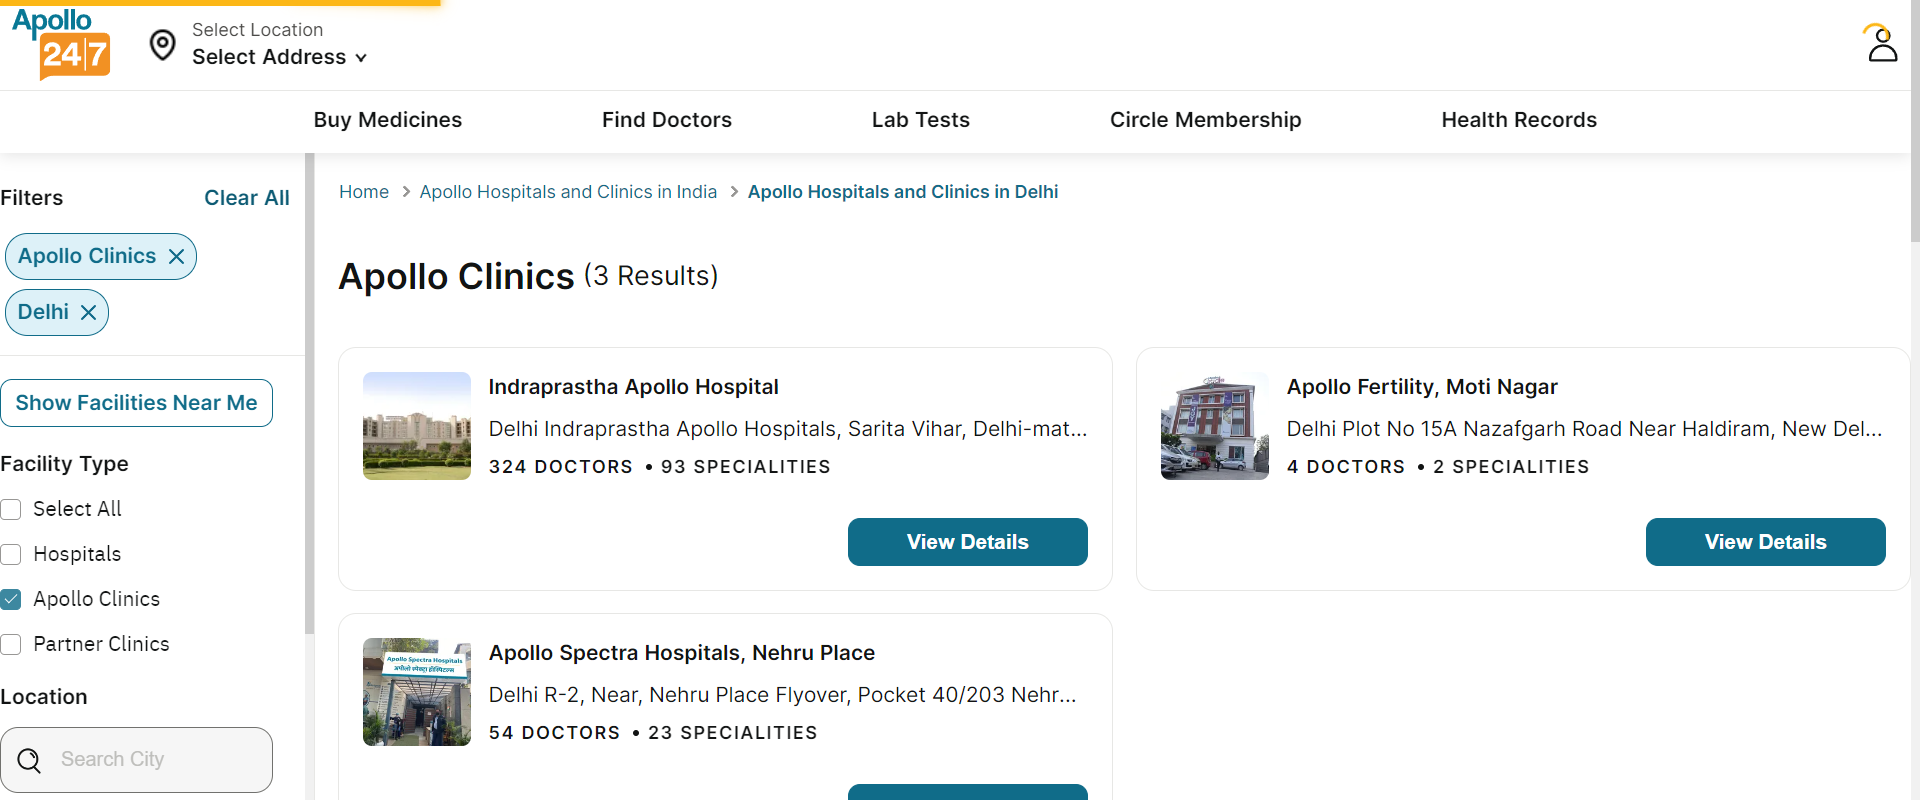 Apollo
24|7
Select Location
Select Address
Buy Medicines
Find Doctors
Lab Tests
Circle Membership
Health Records
Filters
Clear All
Apollo Clinics
Delhi
Show Facilities Near Me
Facility Type
Select All
Hospitals
Apollo Clinics
Partner Clinics
Location
Search City
Home > Apollo Hospitals and Clinics in India > Apollo Hospitals and Clinics in Delhi
Apollo Clinics (3 Results)
Indraprastha Apollo Hospital
Delhi Indraprastha Apollo Hospitals, Sarita Vihar, Delhi-mat...
324 DOCTORS • 93 SPECIALITIES
View Details
Apollo Fertility, Moti Nagar
Delhi Plot No 15A Nazafgarh Road Near Haldiram, New Del...
4 DOCTORS • 2 SPECIALITIES
View Details
Apollo Spectra Hospitals
अपोलो स्पेक्ट्रा हॉस्पिटल्स
Apollo Spectra Hospitals, Nehru Place
Delhi R-2, Near, Nehru Place Flyover, Pocket 40/203 Nehr...
54 DOCTORS • 23 SPECIALITIES